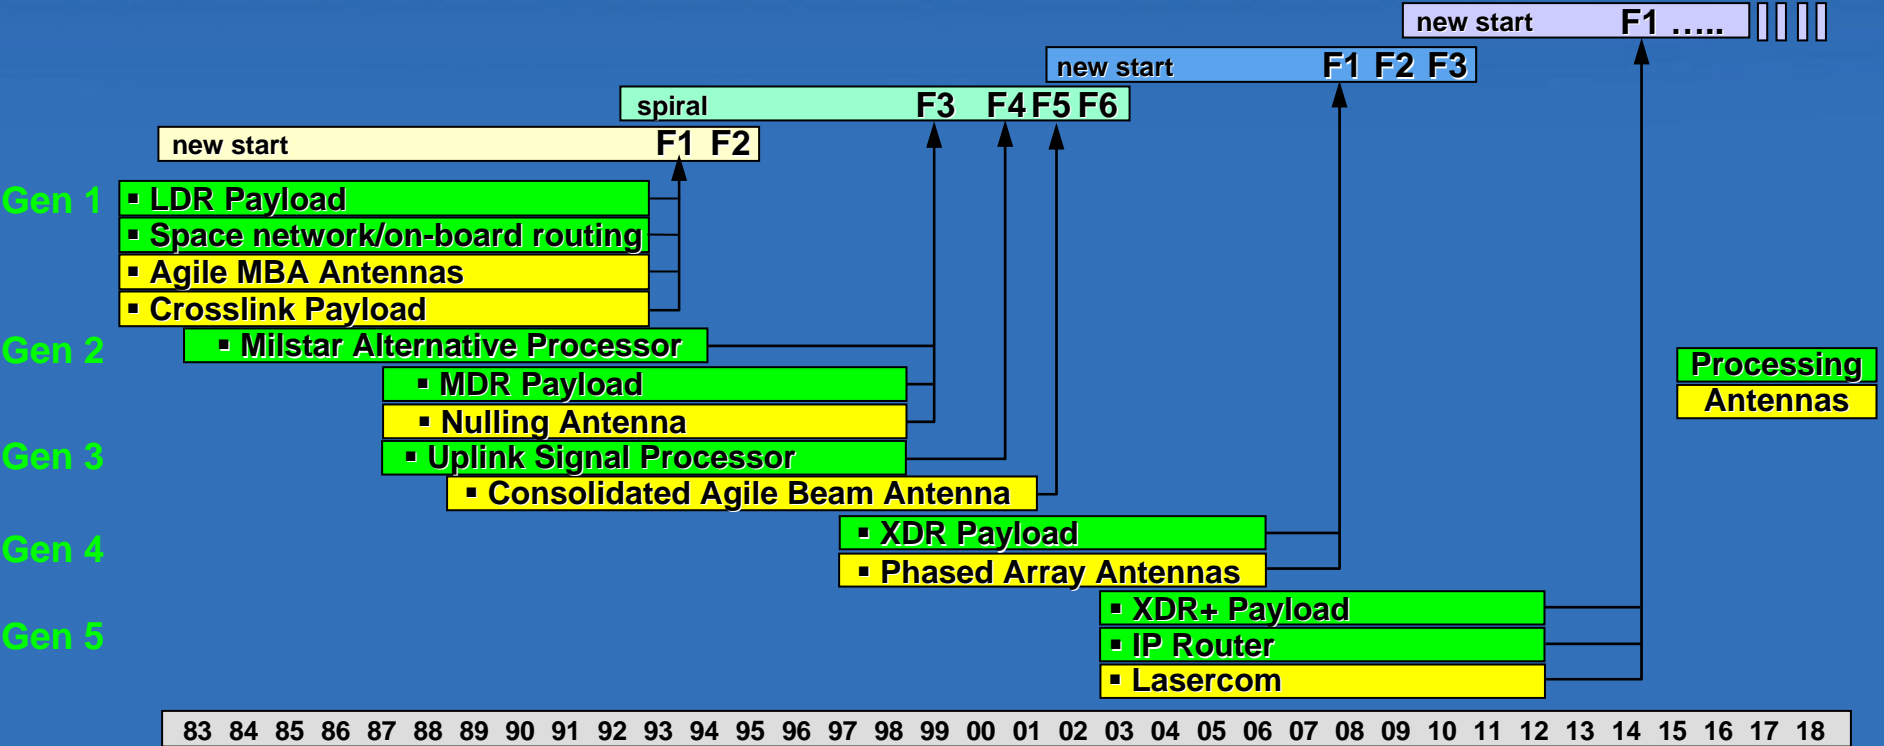 new start F1 .....
new start F1 F2 F3
spiral F3 F4 F5 F6
new start F1 F2
Gen 1
▪ LDR Payload
▪ Space network/on-board routing
▪ Agile MBA Antennas
▪ Crosslink Payload
Gen 2
▪ Milstar Alternative Processor
▪ MDR Payload
▪ Nulling Antenna
Gen 3
▪ Uplink Signal Processor
▪ Consolidated Agile Beam Antenna
Gen 4
▪ XDR Payload
▪ Phased Array Antennas
Gen 5
▪ XDR+ Payload
▪ IP Router
▪ Lasercom
Processing
Antennas
83 84 85 86 87 88 89 90 91 92 93 94 95 96 97 98 99 00 01 02 03 04 05 06 07 08 09 10 11 12 13 14 15 16 17 18